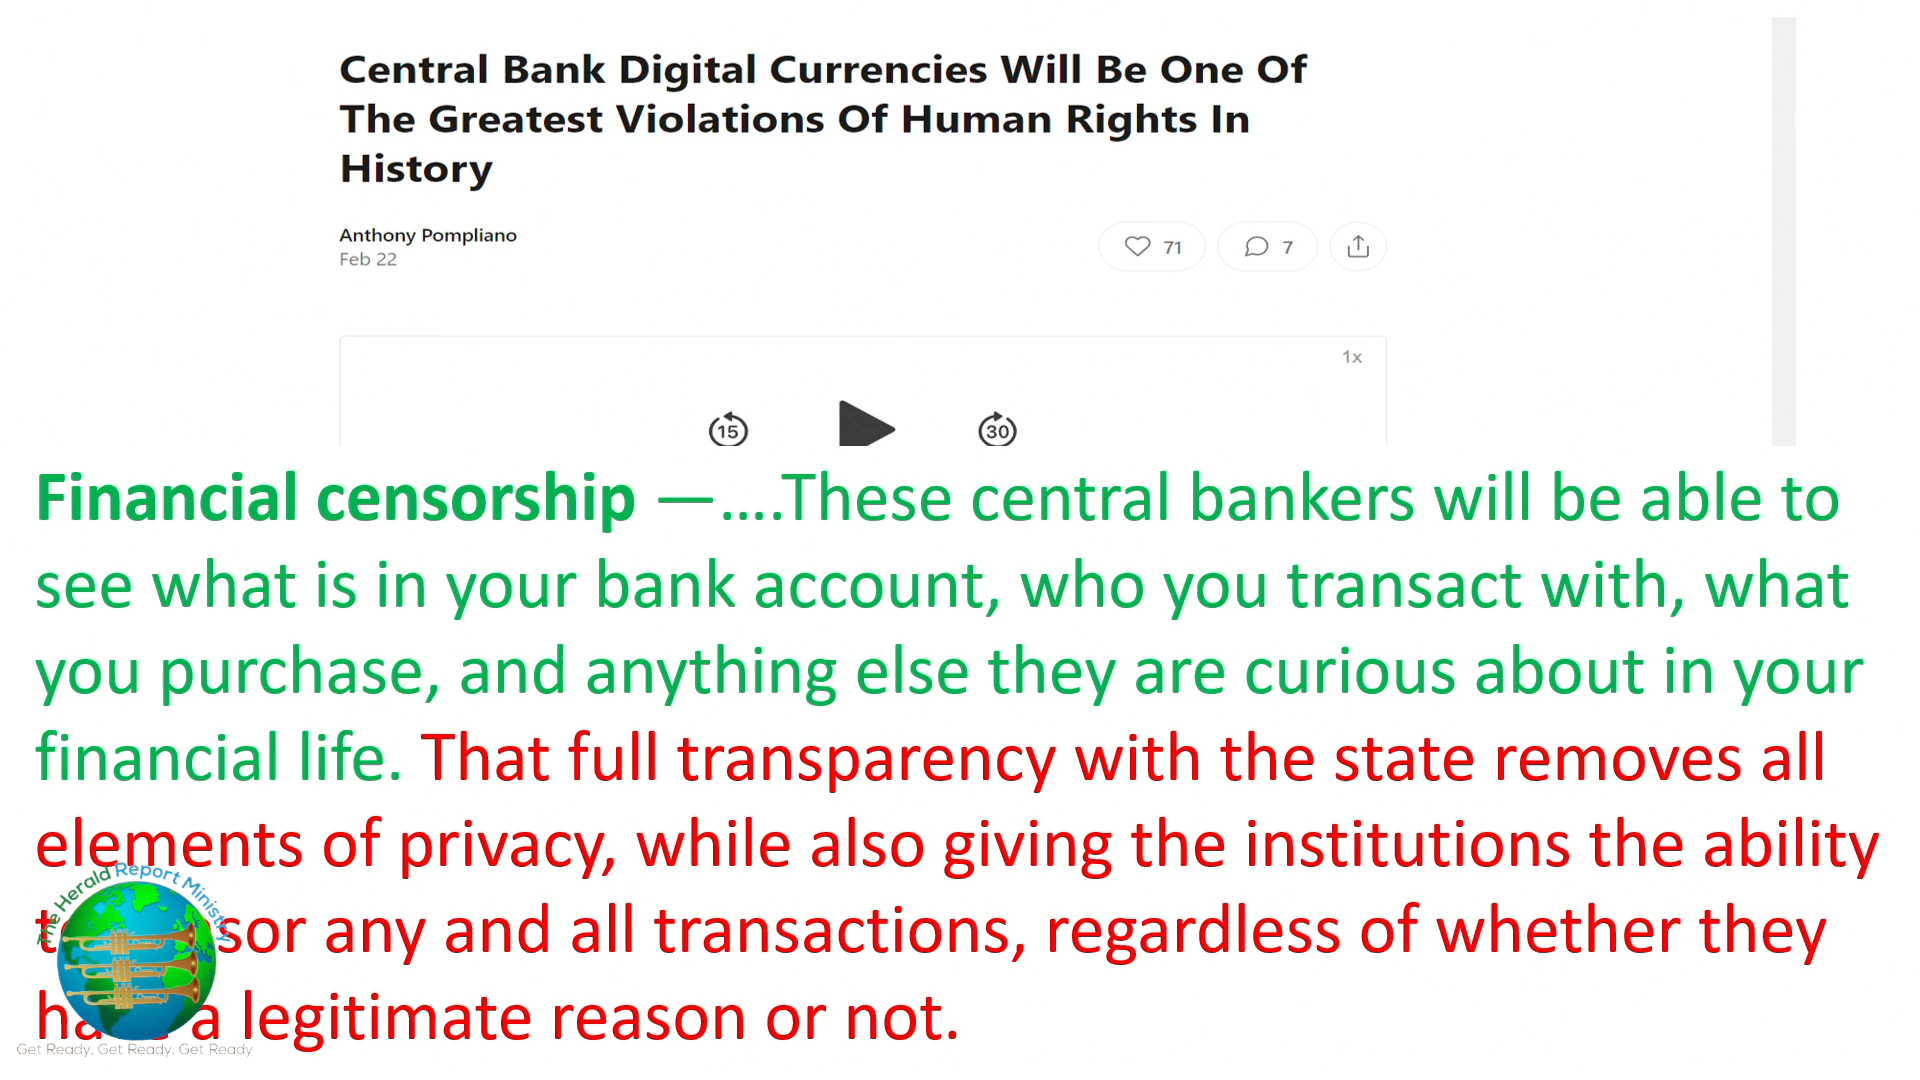 Central Bank Digital Currencies Will Be One Of
The Greatest Violations Of Human Rights In
History
Anthony Pompliano
Feb 22
71
7
1x
15
30
Financial censorship —....These central bankers will be able to
see what is in your bank account, who you transact with, what
you purchase, and anything else they are curious about in your
financial life. That full transparency with the state removes all
elements of privacy, while also giving the institutions the ability
sor any and all transactions, regardless of whether they
a legitimate reason or not.
The Herald Report Ministry
Get Ready, Get Ready, Get Ready